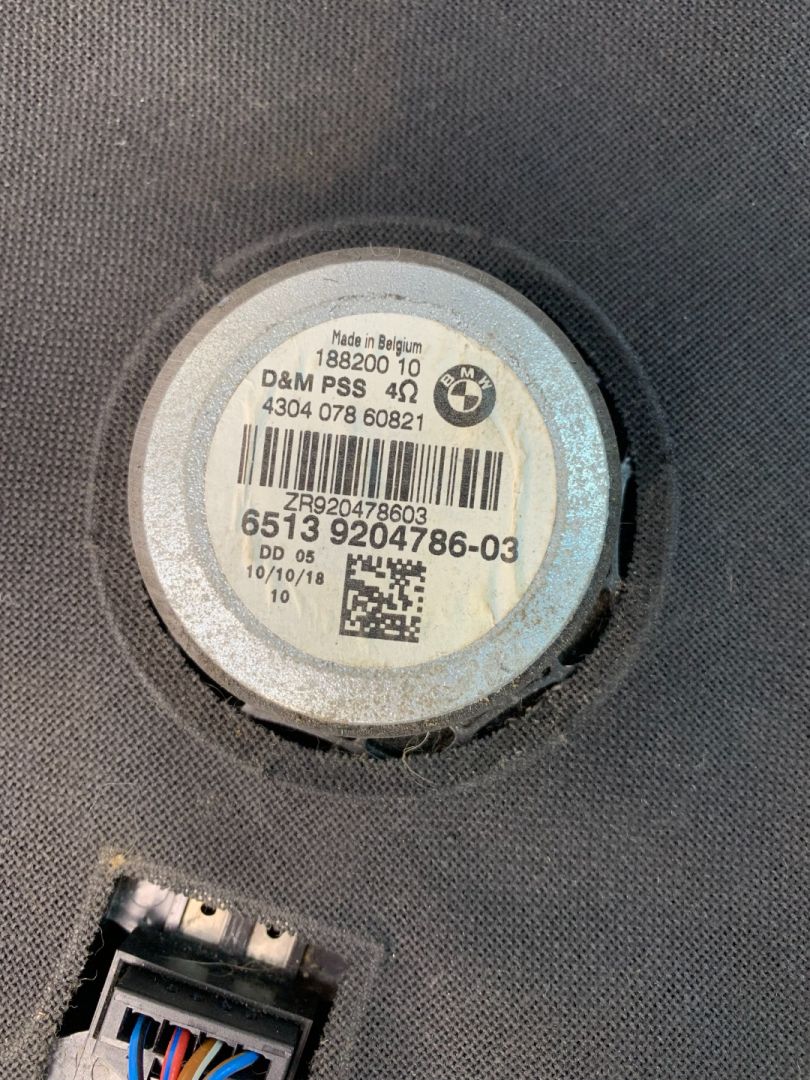 Made in Belgium
188200 10
D&M PSS 4Ω
BMW
4304 078 60821
ZR920478603
6513 9204786-03
DD 05
10/10/18
10